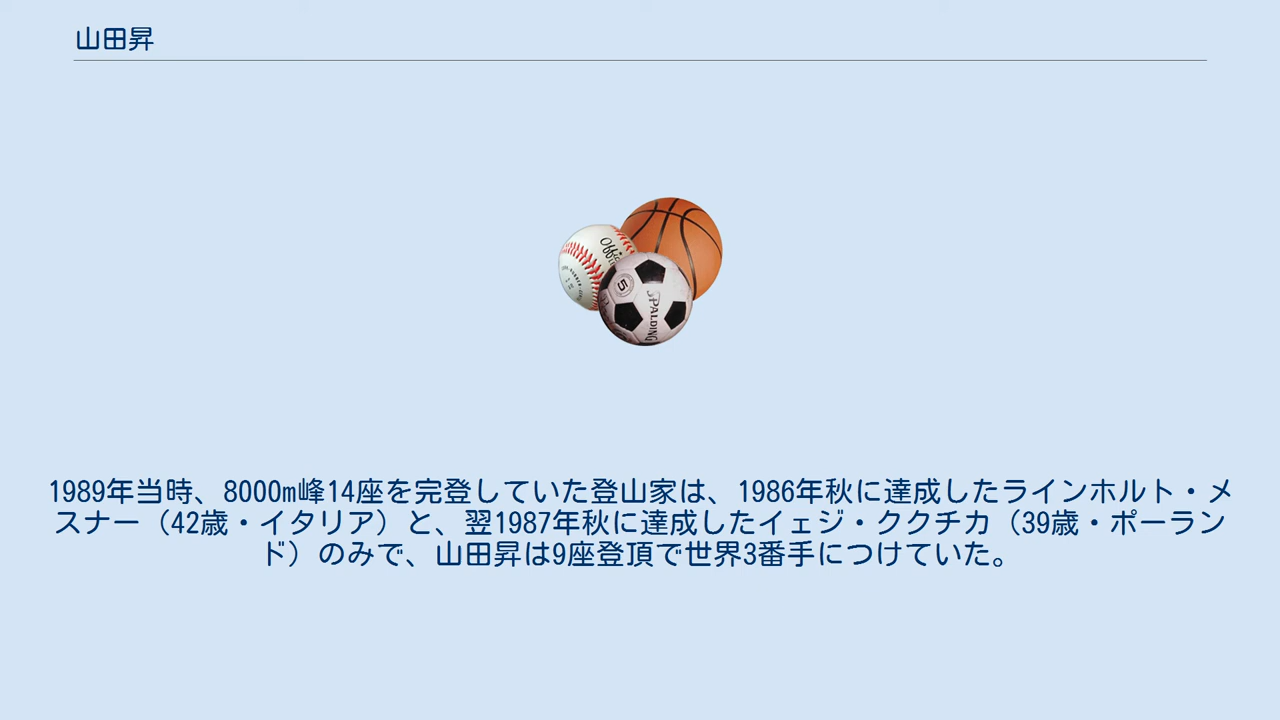 山田昇
Offici
5
SPALDING
1989年当時、8000m峰14座を完登していた登山家は、1986年秋に達成したラインホルト・メ
スナー（42歳・イタリア）と、翌1987年秋に達成したイェジ・ククチカ（39歳・ポーラン
ド）のみで、山田昇は9座登頂で世界3番手につけていた。